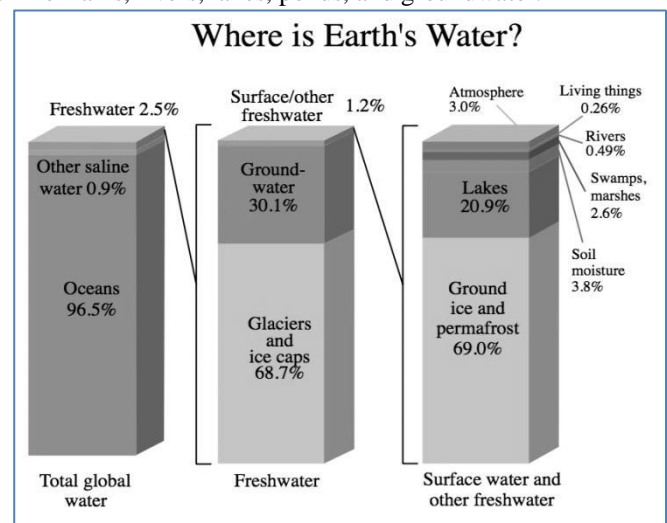 Where is Earth's Water?
Freshwater 2.5%
Other saline
water 0.9%
Oceans
96.5%
Total global
water
Surface/other
freshwater
1.2%
Ground-
water
30.1%
Glaciers
and
ice caps
68.7%
Freshwater
Atmosphere
3.0%
Living things
0.26%
Rivers
0.49%
Swamps,
marshes
2.6%
Soil
moisture
3.8%
Lakes
20.9%
Ground
ice and
permafrost
69.0%
Surface water and
other freshwater